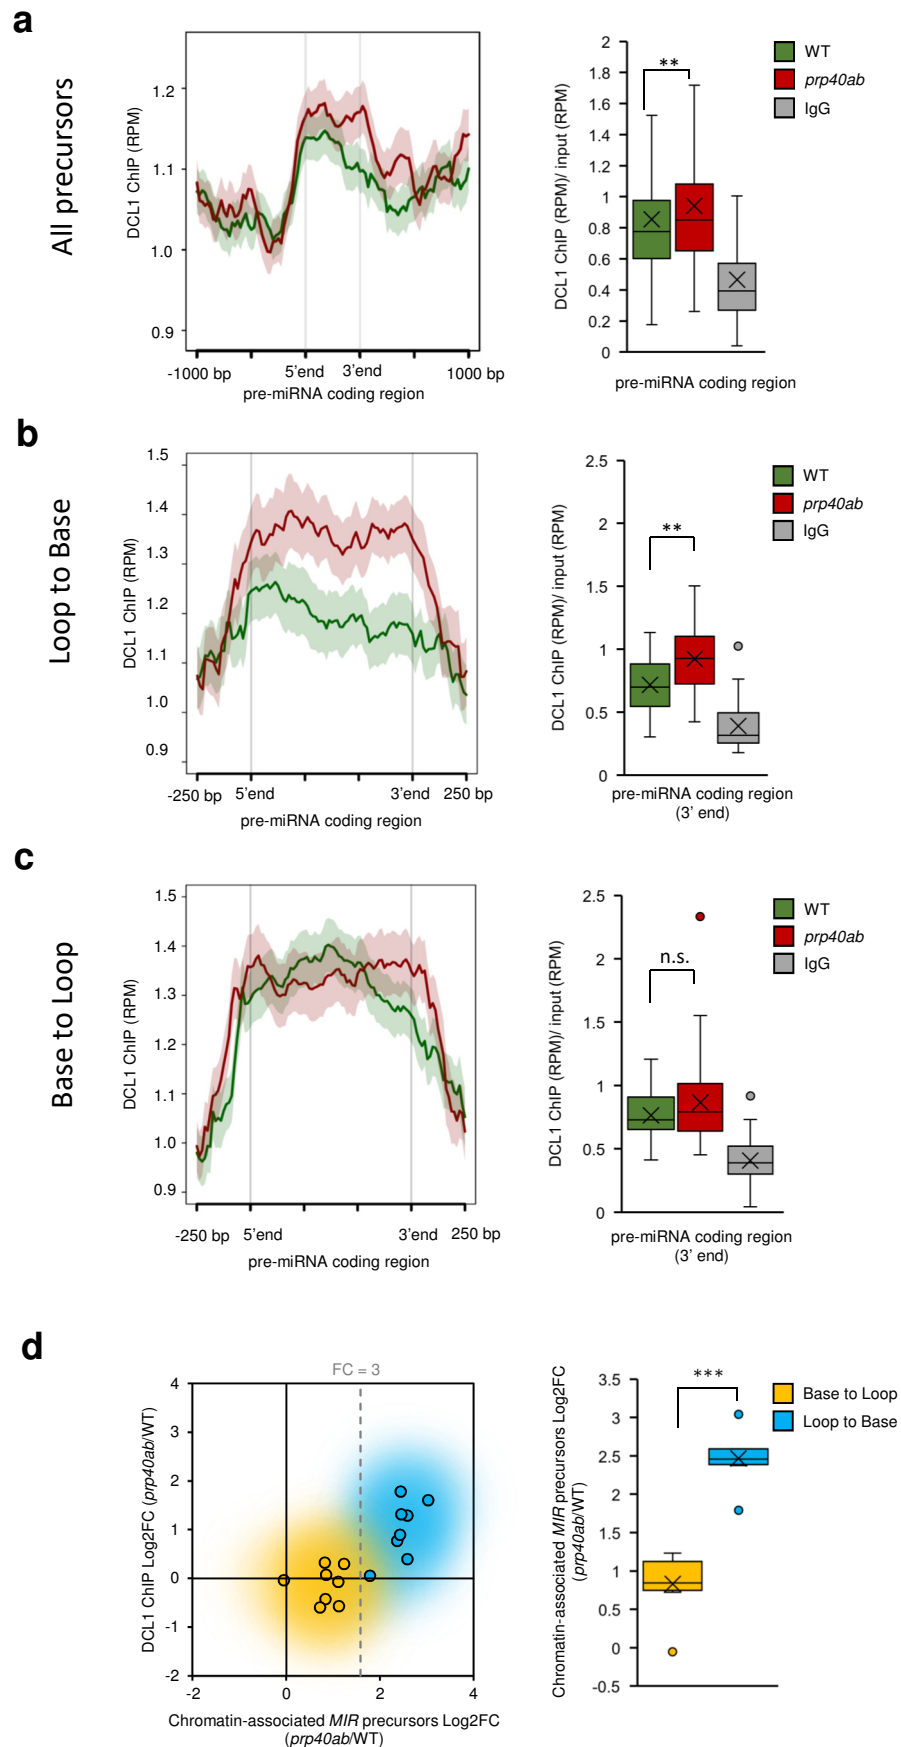 a
All precursors
DCL1 ChIP (RPM)
1.2
1.1
1.0
0.9
-1000 bp
5'end
3'end
1000 bp
pre-miRNA coding region
DCL1 ChIP (RPM)/ input (RPM)
2
1.8
1.6
1.4
1.2
1
0.8
0.6
0.4
0.2
0
**
pre-miRNA coding region
WT
prp40ab
IgG
b
Loop to Base
DCL1 ChIP (RPM)
1.5
1.4
1.3
1.2
1.1
1.0
0.9
-250 bp
5'end
3'end
250 bp
pre-miRNA coding region
DCL1 ChIP (RPM)/ input (RPM)
2.5
2
1.5
1
0.5
0
**
pre-miRNA coding region
(3' end)
WT
prp40ab
IgG
c
Base to Loop
DCL1 ChIP (RPM)
1.5
1.4
1.3
1.2
1.1
1.0
0.9
-250 bp
5'end
3'end
250 bp
pre-miRNA coding region
DCL1 ChIP (RPM)/ input (RPM)
2.5
2
1.5
1
0.5
0
n.s.
pre-miRNA coding region
(3' end)
WT
prp40ab
IgG
d
FC = 3
DCL1 ChIP Log2FC (prp40ab/WT)
4
3
2
1
0
-1
-2
-2
0
2
4
Chromatin-associated MIR precursors Log2FC
(prp40ab/WT)
Chromatin-associated MIR precursors Log2FC
(prp40ab/WT)
3.5
3
2.5
2
1.5
1
0.5
0
-0.5
***
Base to Loop
Loop to Base